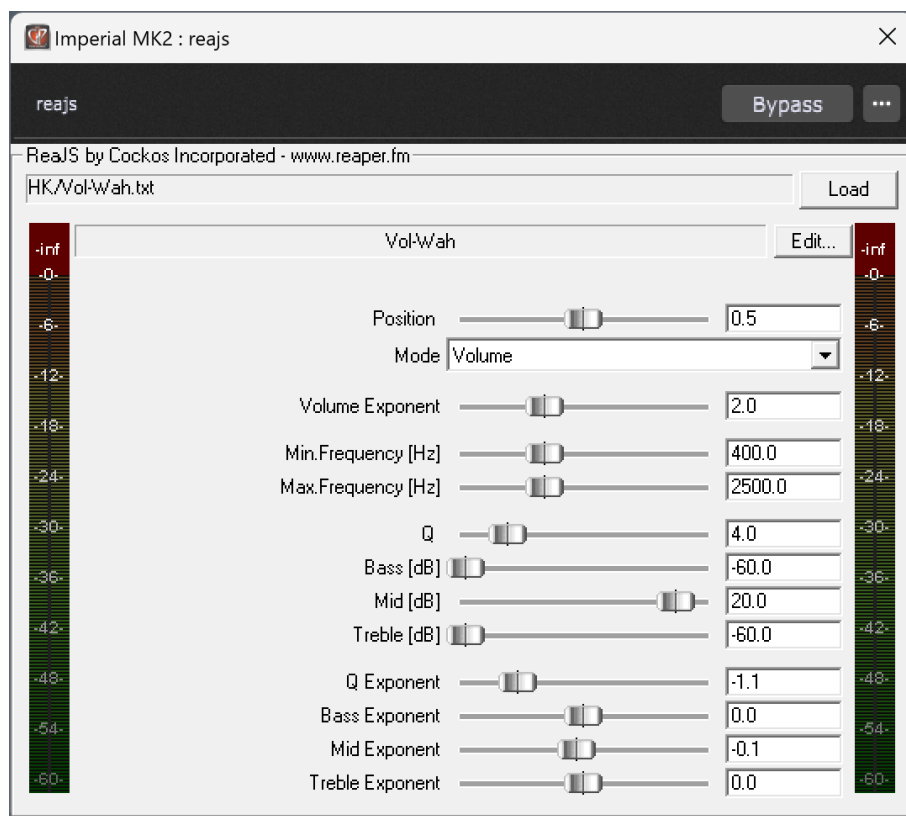 Imperial MK2 : reajs
reajs
Bypass
...
ReaJS by Cockos Incorporated - www.reaper.fm
HK/Vol-Wah.txt
Load
Vol-Wah
Edit...
-inf
-0-
-6-
-12-
-18-
-24-
-30-
-36-
-42-
-48-
-54-
-60-
Position 0.5
Mode Volume
Volume Exponent 2.0
Min.Frequency [Hz] 400.0
Max.Frequency [Hz] 2500.0
Q 4.0
Bass [dB] -60.0
Mid [dB] 20.0
Treble [dB] -60.0
Q Exponent -1.1
Bass Exponent 0.0
Mid Exponent -0.1
Treble Exponent 0.0
-inf
-0-
-6-
-12-
-18-
-24-
-30-
-36-
-42-
-48-
-54-
-60-